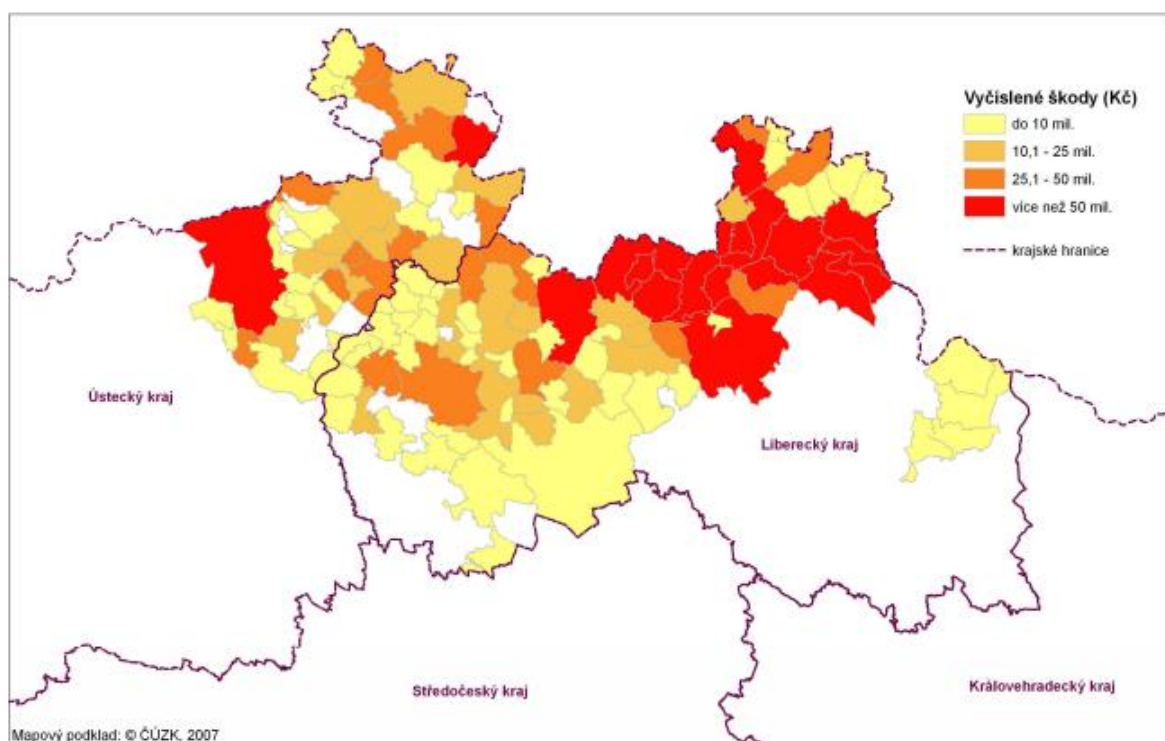 Vyčíslené škody (Kč)
do 10 mil.
10,1 - 25 mil.
25,1 - 50 mil.
více než 50 mil.
krajské hranice
Ústecký kraj
Liberecký kraj
Středočeský kraj
Královehradecký kraj
Mapový podklad: © ČÚZK, 2007